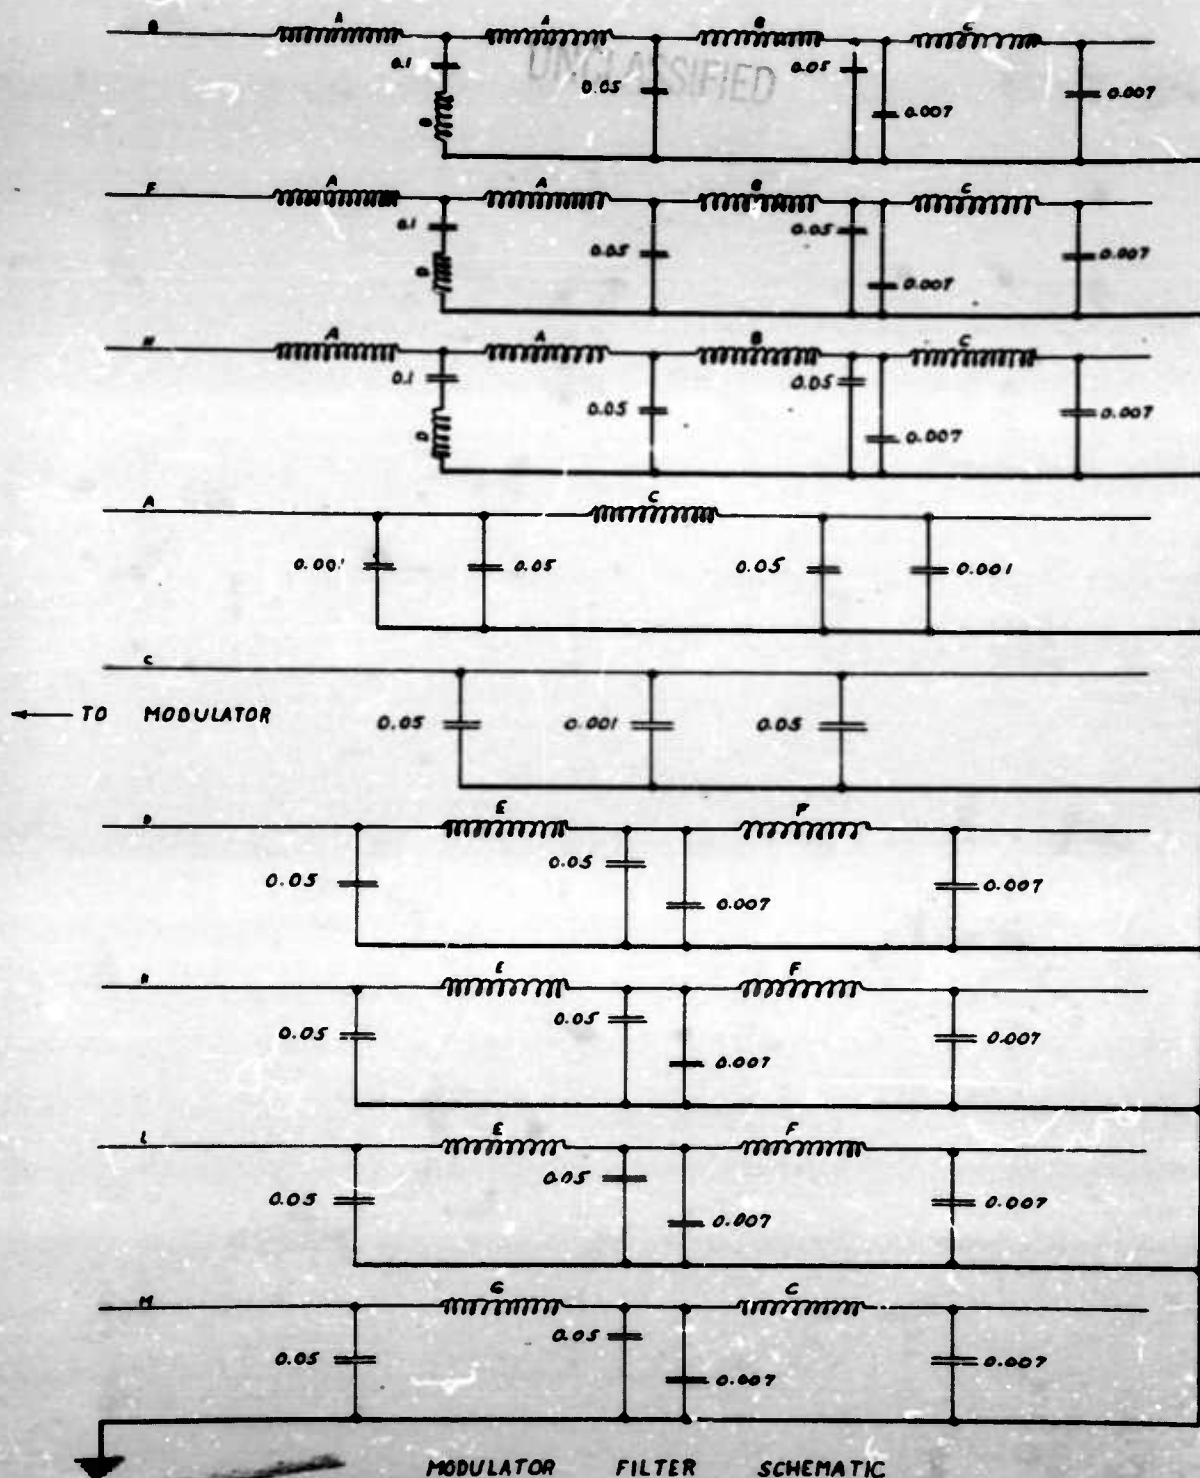 A A B C
UNCLASSIFIED
0.1 0.05 0.05 0.007 0.007
F A A B C
0.1 0.05 0.05 0.007 0.007
D
H A A B C
0.1 0.05 0.05 0.007 0.007
D
A C
0.001 0.05 0.05 0.001
C
← TO MODULATOR
0.05 0.001 0.05
D E F
0.05 0.05 0.007 0.007
K E F
0.05 0.05 0.007 0.007
L E F
0.05 0.05 0.007 0.007
M G C
0.05 0.05 0.007 0.007
MODULATOR FILTER SCHEMATIC